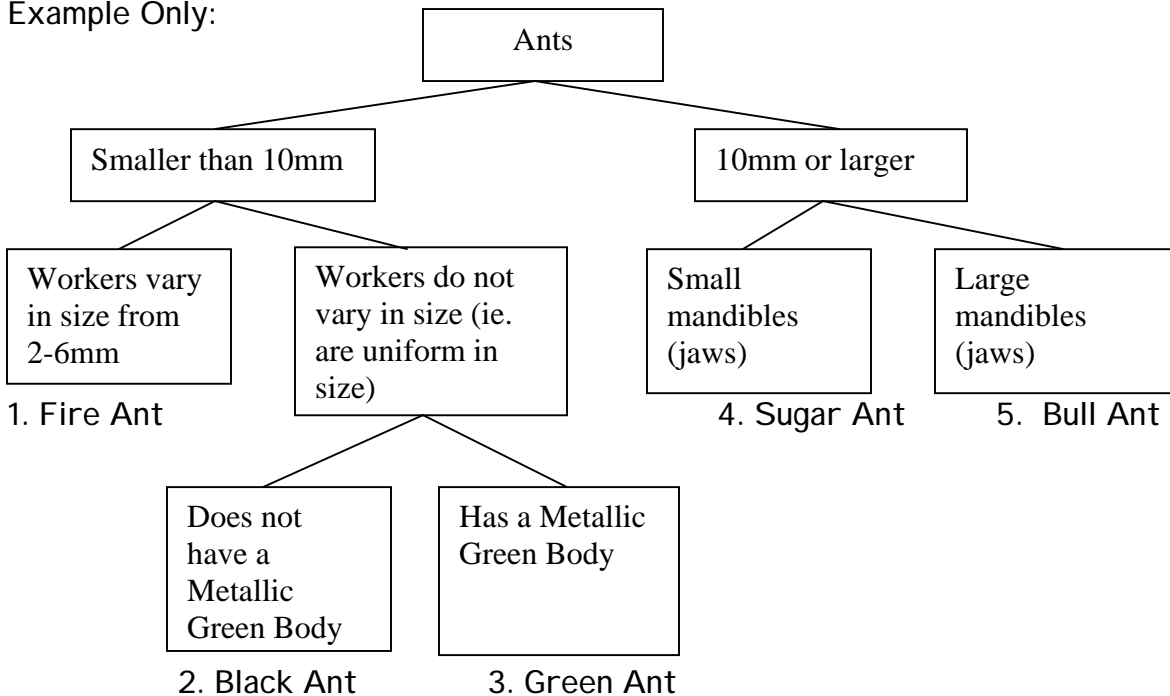 Example Only:
Ants
Smaller than 10mm
10mm or larger
Workers vary
in size from
2-6mm
Workers do not
vary in size (ie.
are uniform in
size)
Small
mandibles
(jaws)
Large
mandibles
(jaws)
1. Fire Ant
4. Sugar Ant
5. Bull Ant
Does not
have a
Metallic
Green Body
Has a Metallic
Green Body
2. Black Ant
3. Green Ant